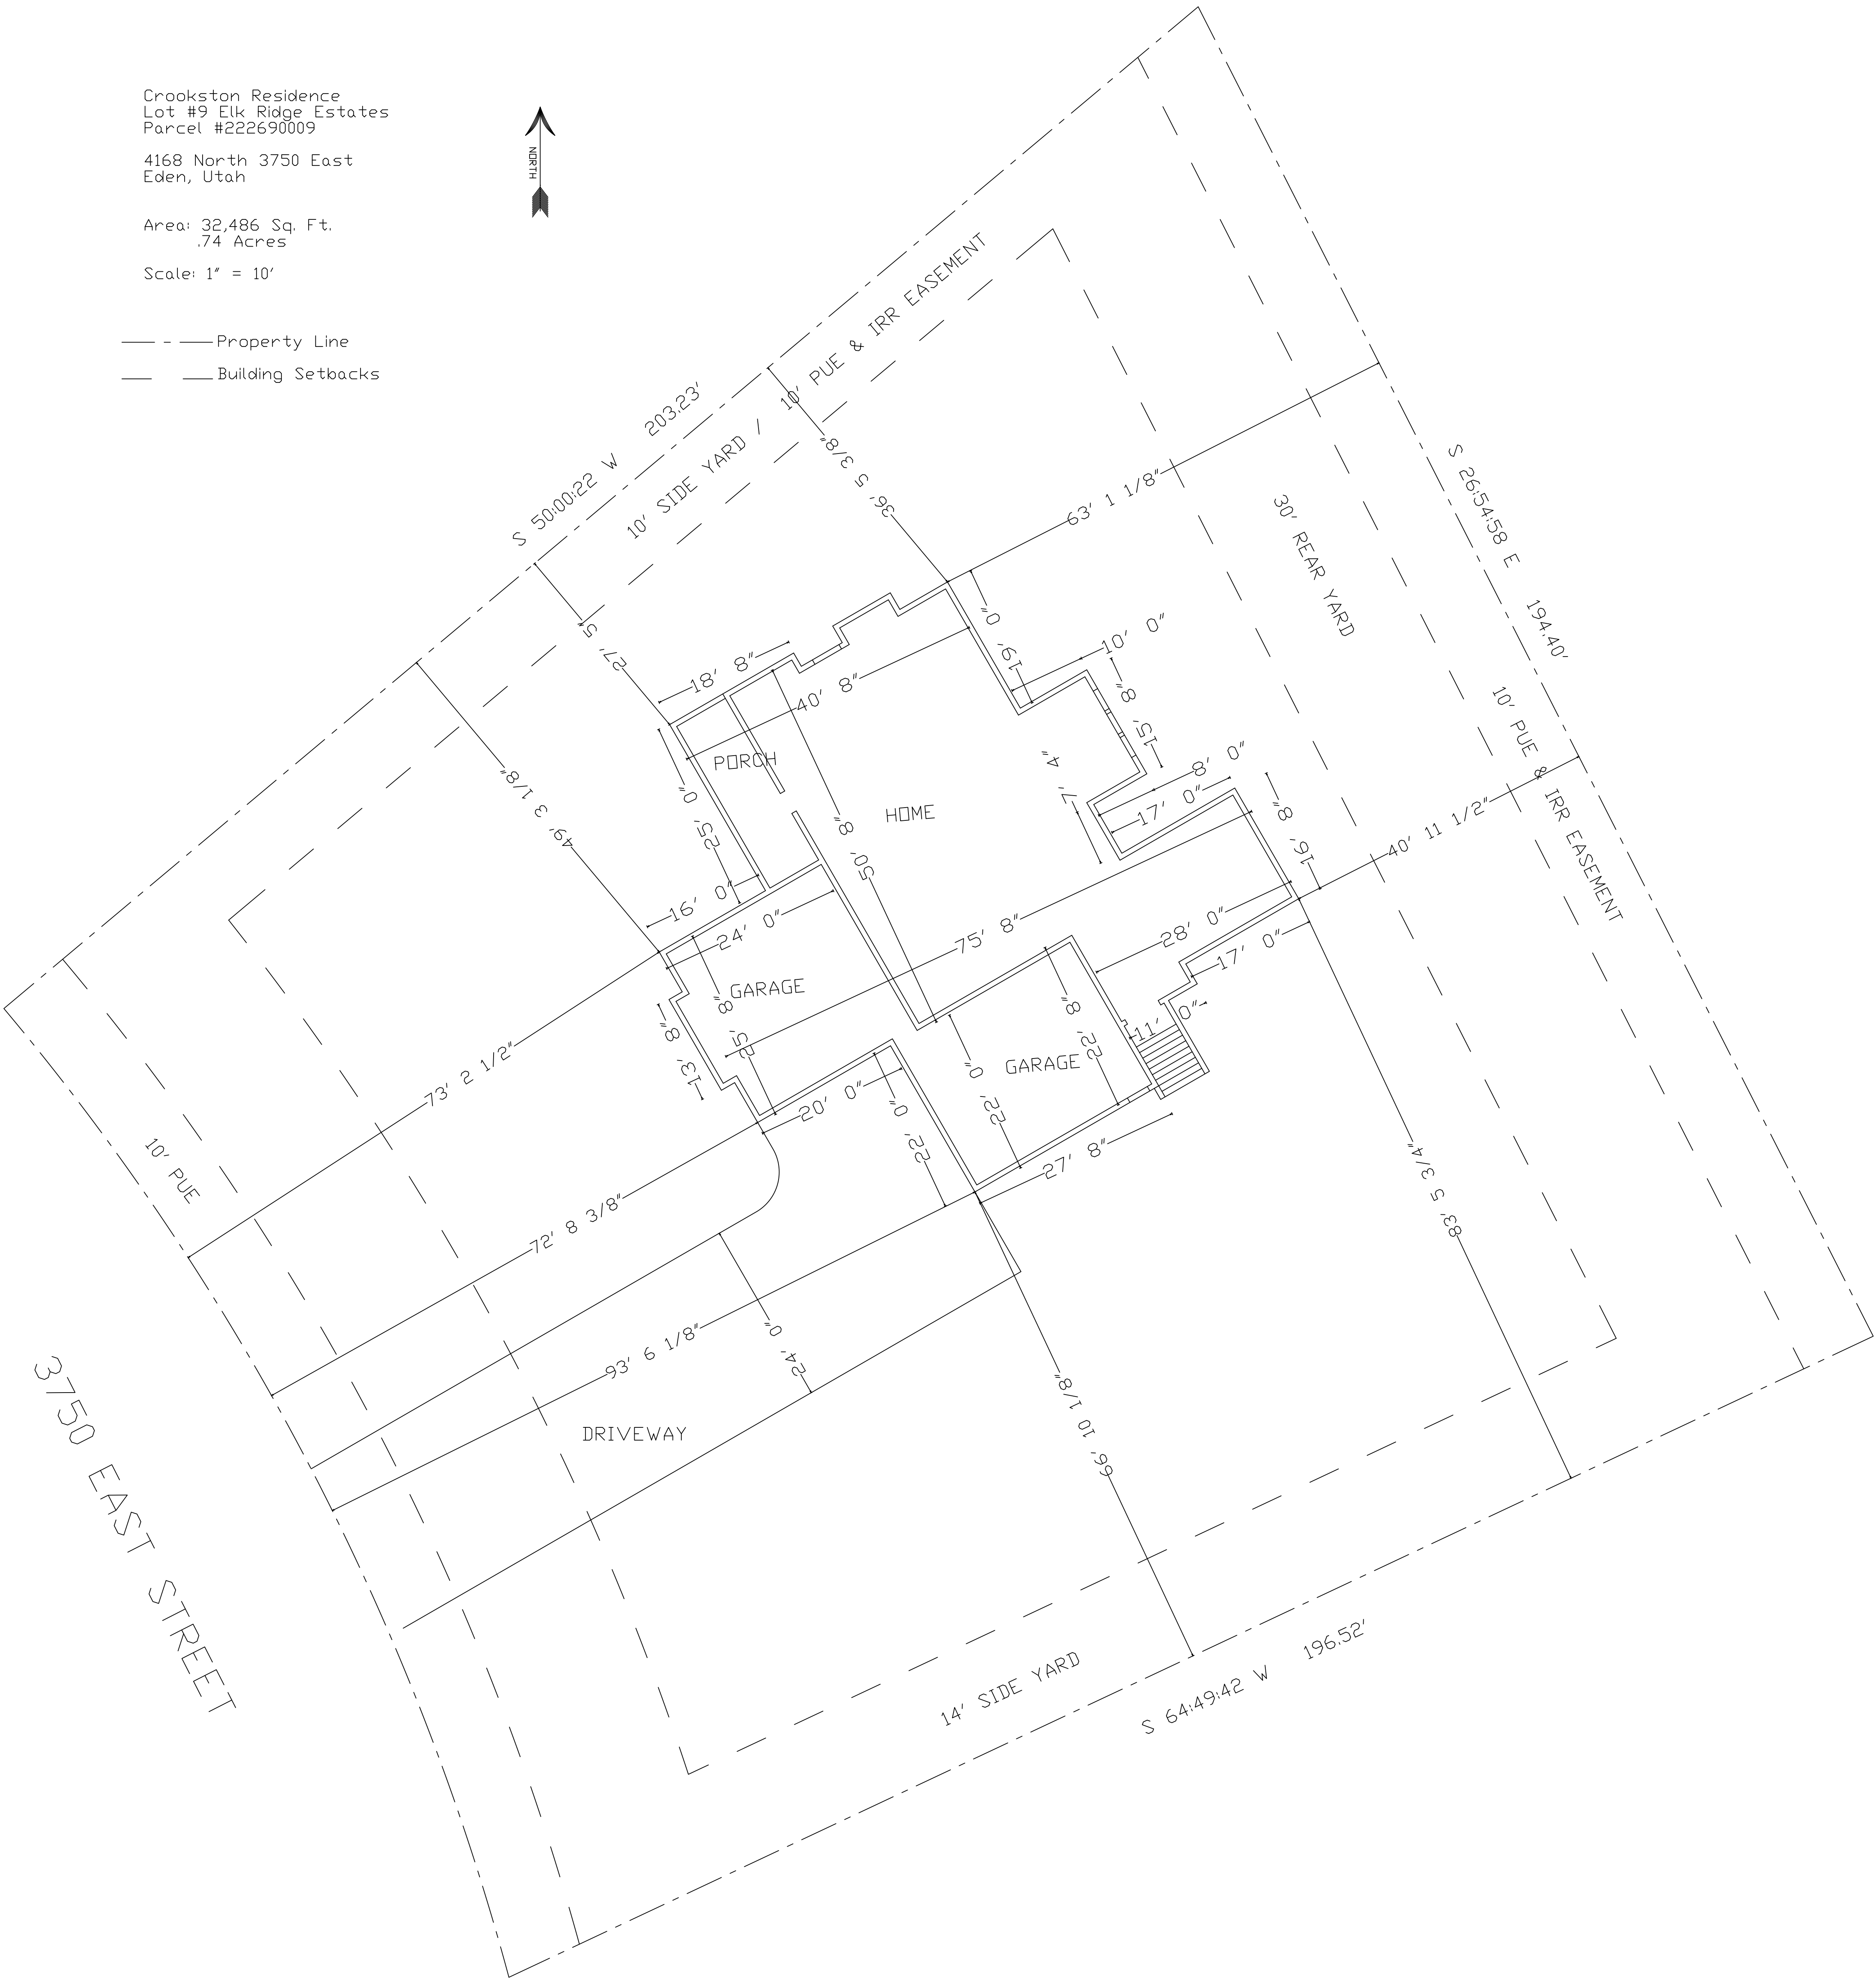 Crookston Residence
Lot #9 Elk Ridge Estates
Parcel #222690009
4168 North 3750 East
Eden, Utah
Area: 32,486 Sq. Ft.
.74 Acres
Scale: 1" = 10'
Property Line
Building Setbacks
NORTH
S 50:00:22 W 203.23'
10' SIDE YARD / 10' PUE & IRR EASEMENT
36' 5 3/8"
63' 1 1/8"
S 26:54:58 E 194.40'
30' REAR YARD
10' PUE & IRR EASEMENT
27' 5"
49' 3 1/8"
18' 8"
40' 8"
19' 0"
10' 0"
15' 8"
PORCH
HOME
25' 0"
50' 8"
7' 4"
8' 0"
17' 0"
16' 8"
40' 11 1/2"
16' 0"
24' 0"
75' 8"
28' 0"
17' 0"
GARAGE
25' 8"
13' 8"
22' 8"
11' 0"
GARAGE
22' 0"
20' 0"
22' 0"
27' 8"
73' 2 1/2"
10' PUE
72' 8 3/8"
93' 6 1/8"
24' 0"
DRIVEWAY
83' 5 3/4"
66' 10 1/8"
3750 EAST STREET
14' SIDE YARD
S 64:49:42 W 196.52'